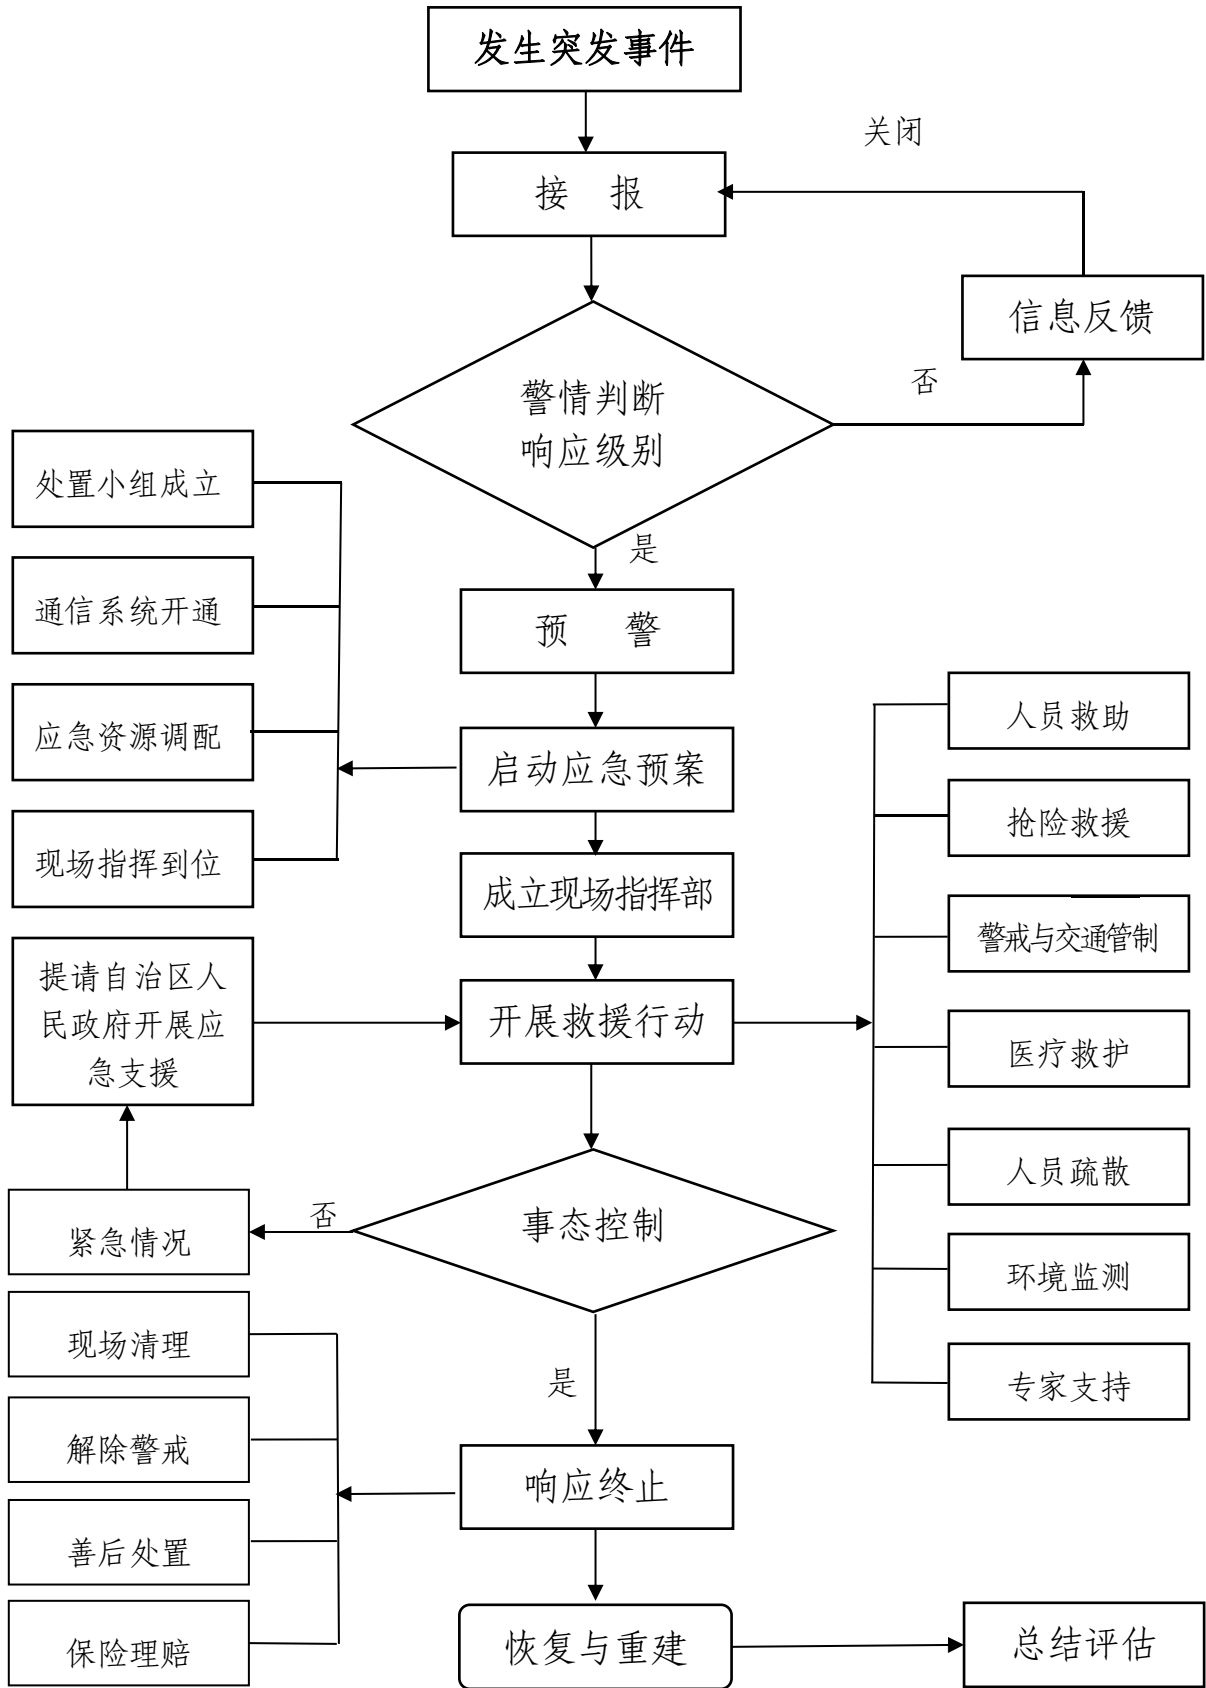 发生突发事件
关闭
接 报
信息反馈
否
警情判断
响应级别
是
处置小组成立
通信系统开通
应急资源调配
现场指挥到位
预 警
启动应急预案
成立现场指挥部
提请自治区人
民政府开展应
急支援
开展救援行动
人员救助
抢险救援
警戒与交通管制
医疗救护
人员疏散
环境监测
专家支持
事态控制
否
紧急情况
是
现场清理
解除警戒
善后处置
保险理赔
响应终止
恢复与重建
总结评估